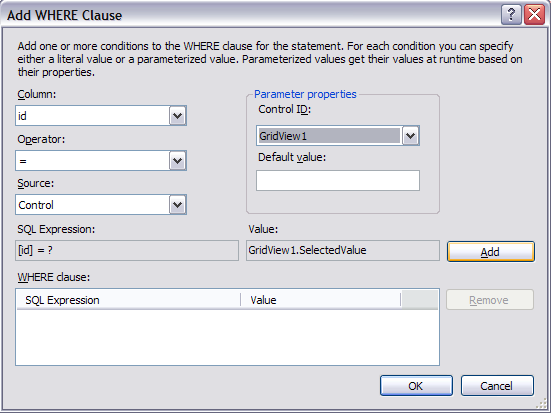 Add WHERE Clause
Add one or more conditions to the WHERE clause for the statement. For each condition you can specify
either a literal value or a parameterized value. Parameterized values get their values at runtime based on
their properties.
Column:
id
Operator:
=
Source:
Control
Parameter properties
Control ID:
GridView1
Default value:
SQL Expression:
[id] = ?
Value:
GridView1.SelectedValue
Add
WHERE clause:
SQL Expression
Value
Remove
OK
Cancel